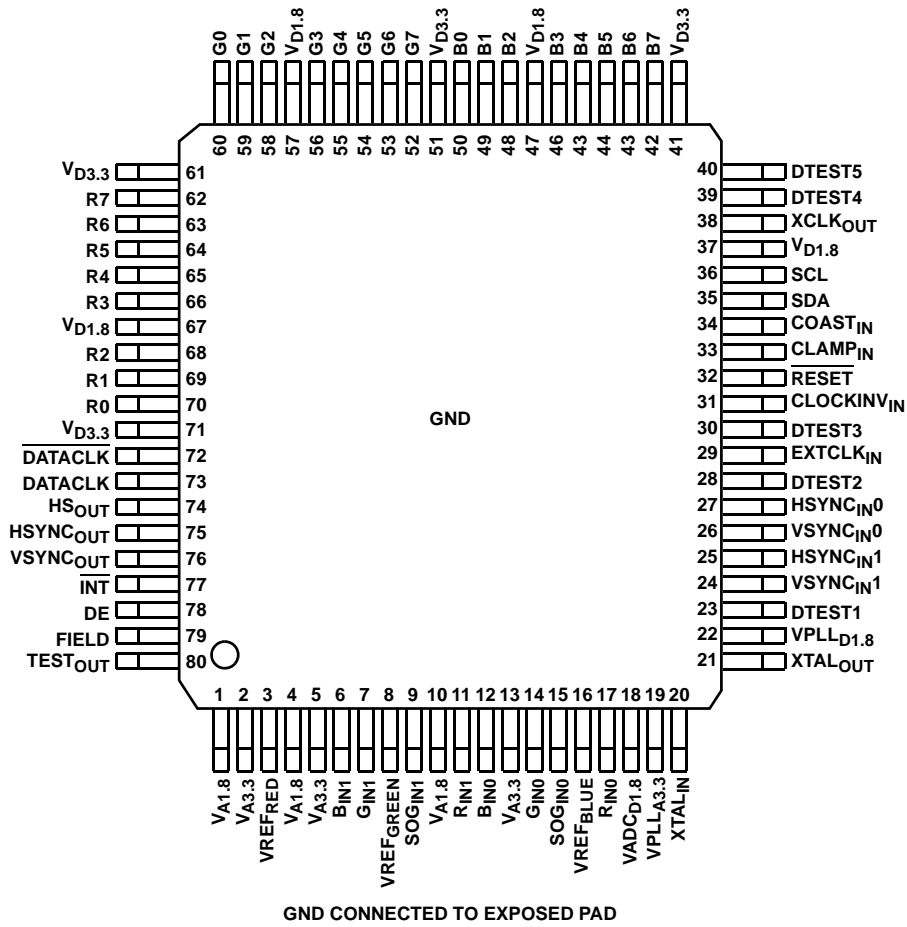 G0 G1 G2 VD1.8 G3 G4 G5 G6 G7 VD3.3 B0 B1 B2 VD1.8 B3 B4 B5 B6 B7 VD3.3
60 59 58 57 56 55 54 53 52 51 50 49 48 47 46 43 44 43 42 41
VD3.3 61
R7 62
R6 63
R5 64
R4 65
R3 66
VD1.8 67
R2 68
R1 69
R0 70
VD3.3 71
DATACLK 72
DATACLK 73
HSOUT 74
HSYNCOUT 75
VSYNCOUT 76
INT 77
DE 78
FIELD 79
TESTOUT 80
GND
40 DTEST5
39 DTEST4
38 XCLKOUT
37 VD1.8
36 SCL
35 SDA
34 COASTIN
33 CLAMPIN
32 RESET
31 CLOCKINVIN
30 DTEST3
29 EXTCLKIN
28 DTEST2
27 HSYNCIN0
26 VSYNCIN0
25 HSYNCIN1
24 VSYNCIN1
23 DTEST1
22 VPLLD1.8
21 XTALOUT
1 2 3 4 5 6 7 8 9 10 11 12 13 14 15 16 17 18 19 20
VA1.8 VA3.3 VREFRED VA1.8 VA3.3 BIN1 GIN1 VREFGREEN SOGIN1 VA1.8 RIN1 BIN0 VA3.3 GIN0 SOGIN0 VREFBLUE RIN0 VADCD1.8 VPLLA3.3 XTALIN
GND CONNECTED TO EXPOSED PAD